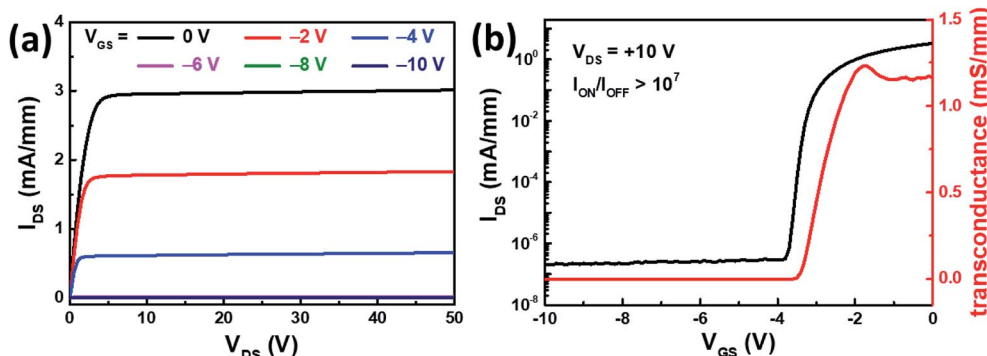 (a)
V_GS = 0 V –2 V –4 V
–6 V –8 V –10 V
I_DS (mA/mm)
4
3
2
1
0
0 10 20 30 40 50
V_DS (V)
(b)
V_DS = +10 V
I_ON/I_OFF > 10^7
I_DS (mA/mm)
10^0
10^-2
10^-4
10^-6
10^-8
-10 -8 -6 -4 -2 0
V_GS (V)
1.5
1.0
0.5
0.0
transconductance (mS/mm)